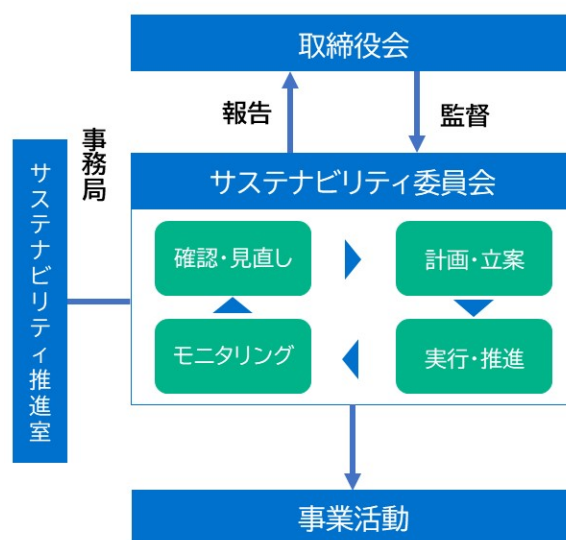 取締役会
報告
監督
事務局
サステナビリティ推進室
サステナビリティ委員会
確認・見直し
計画・立案
モニタリング
実行・推進
事業活動